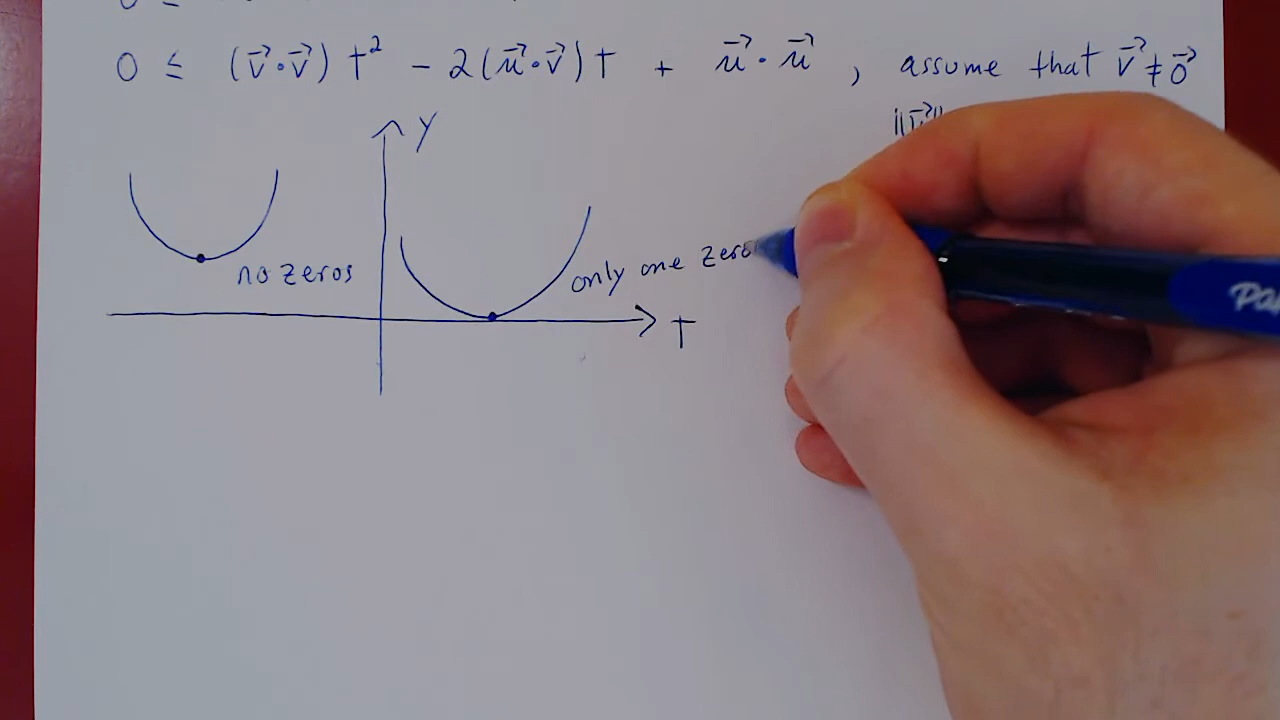 0 ≤ (v⃗·v⃗) t² - 2(u⃗·v⃗)t + u⃗·u⃗ , assume that v⃗ ≠ 0⃗
y
no zeros
only one zero
t